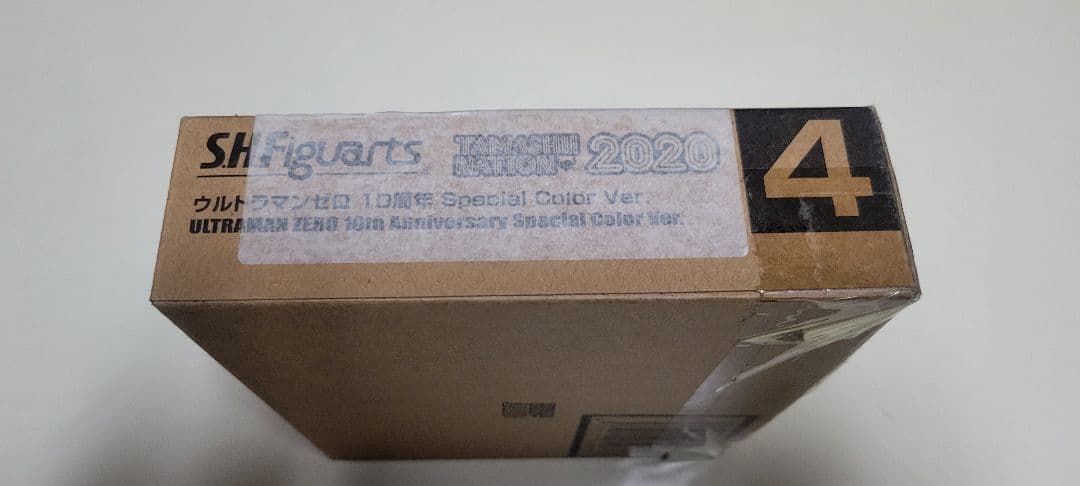 S.H.Figuarts TAMASHII NATION 2020
ウルトラマンゼロ 10周年 Special Color Ver.
ULTRAMAN ZERO 10th Anniversary Special Color Ver.
4